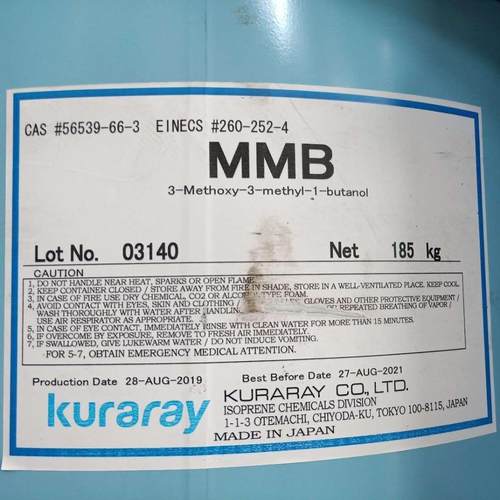 CAS #56539-66-3 EINECS #260-252-4
MMB
3-Methoxy-3-methyl-1-butanol
Lot No. 03140 Net 185 kg
CAUTION
1. DO NOT HANDLE NEAR HEAT, SPARKS OR OPEN FLAME.
2. KEEP CONTAINER CLOSED / STORE AWAY FROM FIRE IN SHADE, STORE IN A WELL-VENTILATED PLACE. KEEP COOL.
3. IN CASE OF FIRE USE DRY CHEMICAL, CO2 OR ALCOHOL TYPE FOAM.
4. AVOID CONTACT WITH EYES, SKIN AND CLOTHING / GLOVES AND OTHER PROTECTIVE EQUIPMENT /
WASH THOROUGHLY WITH WATER AFTER HANDLING. REPEATED BREATHING OF VAPOR /
USE AIR RESPIRATOR AS APPROPRIATE.
5. IN CASE OF EYE CONTACT, IMMEDIATELY RINSE WITH CLEAN WATER FOR MORE THAN 15 MINUTES.
6. IF OVERCOME BY EXPOSURE, REMOVE TO FRESH AIR IMMEDIATELY.
7. IF SWALLOWED, GIVE LUKEWARM WATER / DO NOT INDUCE VOMITING.
FOR 5-7, OBTAIN EMERGENCY MEDICAL ATTENTION.
Production Date 28-AUG-2019 Best Before Date 27-AUG-2021
kuraray
KURARAY CO., LTD.
ISOPRENE CHEMICALS DIVISION
1-1-3 OTEMACHI, CHIYODA-KU, TOKYO 100-8115, JAPAN
MADE IN JAPAN